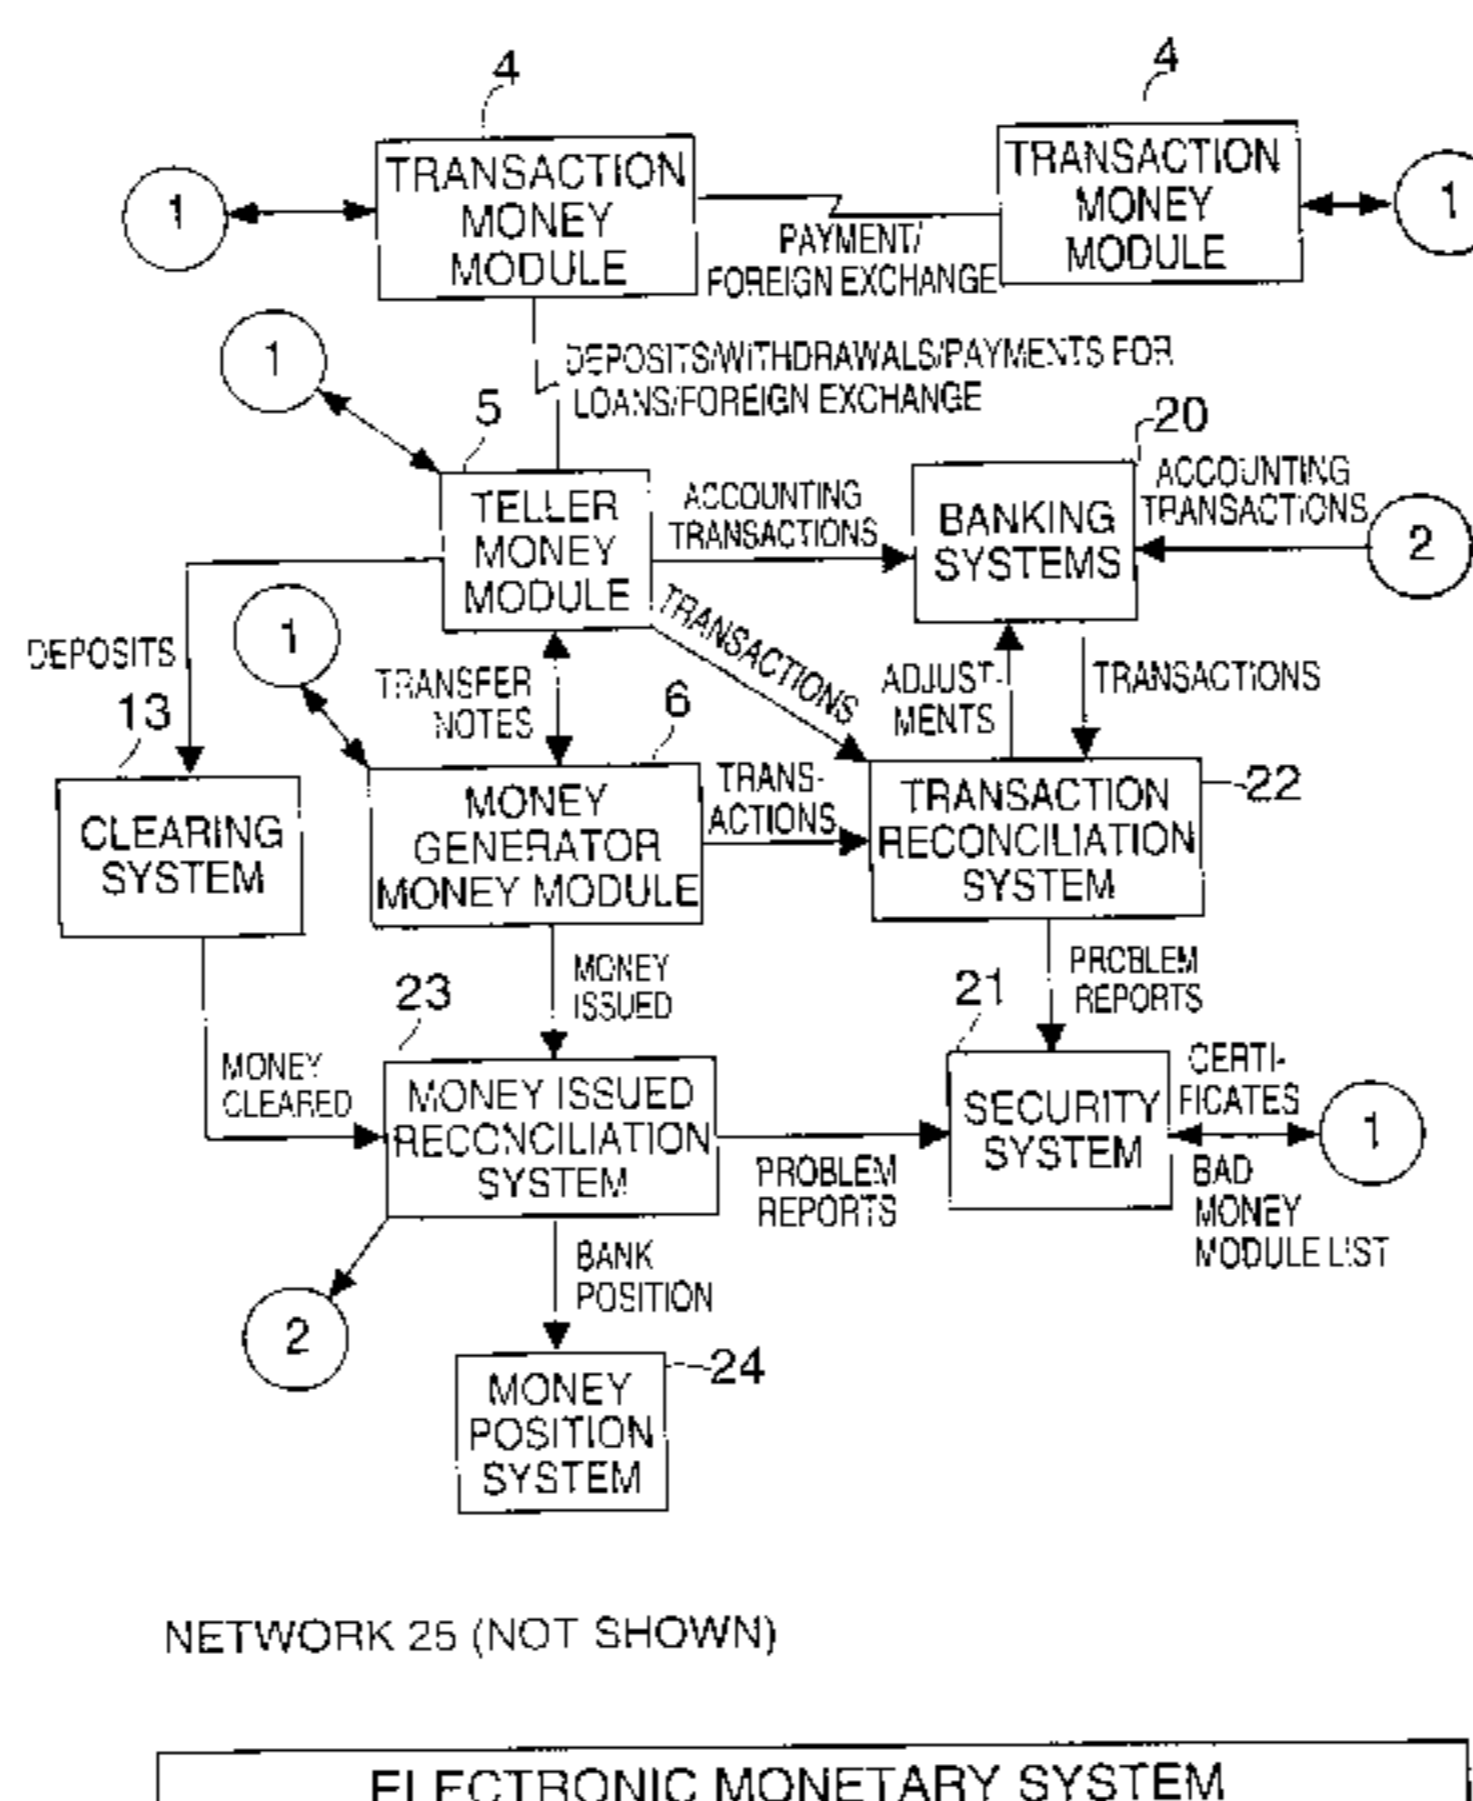 4
4
TRANSACTION
MONEY
MODULE
TRANSACTION
MONEY
MODULE
1
1
PAYMENT/
FOREIGN EXCHANGE
1
DEPOSITS/WITHDRAWALS/PAYMENTS FOR
LOANS/FOREIGN EXCHANGE
5
20
TELLER
MONEY
MODULE
ACCOUNTING
TRANSACTIONS
BANKING
SYSTEMS
ACCOUNTING
TRANSACTIONS
2
DEPOSITS
1
TRANSFER
NOTES
TRANSACTIONS
ADJUST-
MENTS
TRANSACTIONS
13
6
22
CLEARING
SYSTEM
MONEY
GENERATOR
MONEY MODULE
TRANS-
ACTIONS
TRANSACTION
RECONCILIATION
SYSTEM
MONEY
ISSUED
PROBLEM
REPORTS
23
21
MONEY
CLEARED
MONEY ISSUED
RECONCILIATION
SYSTEM
PROBLEM
REPORTS
SECURITY
SYSTEM
CERTI-
FICATES
1
BAD
MONEY
MODULE LIST
2
BANK
POSITION
24
MONEY
POSITION
SYSTEM
NETWORK 25 (NOT SHOWN)
ELECTRONIC MONETARY SYSTEM